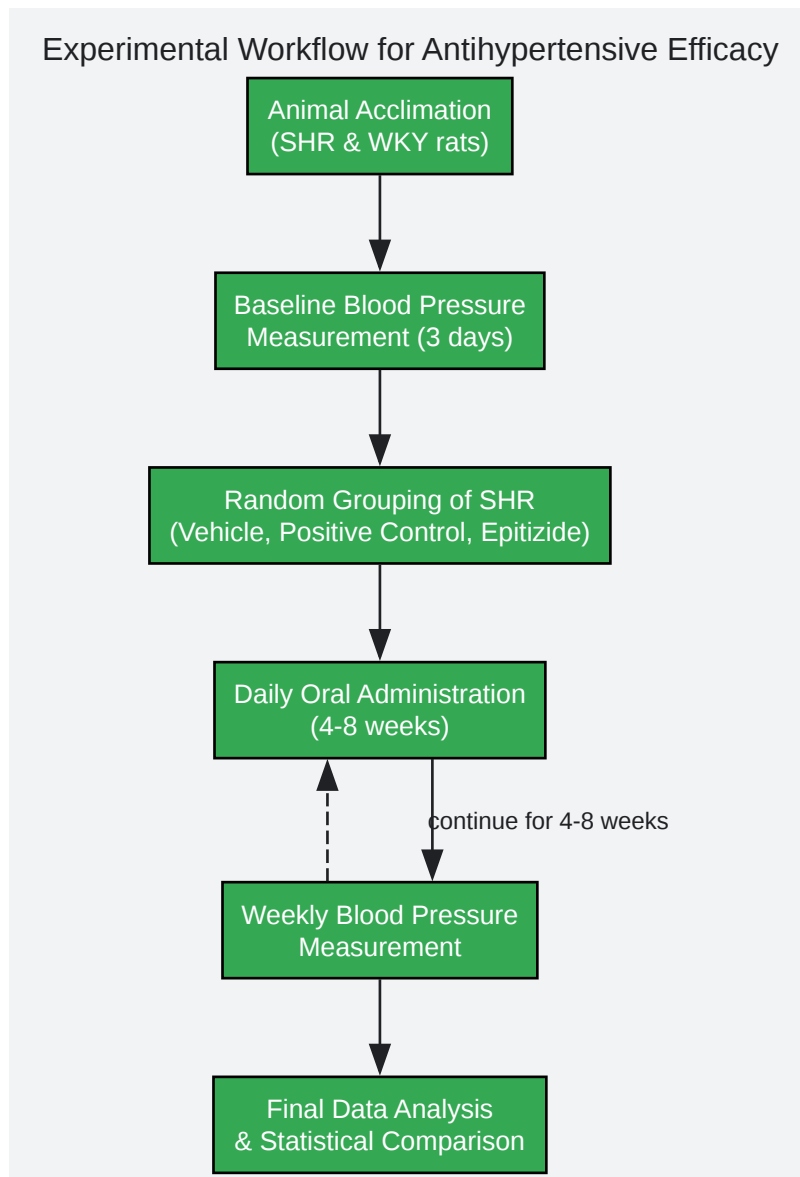 Experimental Workflow for Antihypertensive Efficacy
Animal Acclimation
(SHR & WKY rats)
Baseline Blood Pressure
Measurement (3 days)
Random Grouping of SHR
(Vehicle, Positive Control, Epitizide)
Daily Oral Administration
(4-8 weeks)
continue for 4-8 weeks
Weekly Blood Pressure
Measurement
Final Data Analysis
& Statistical Comparison